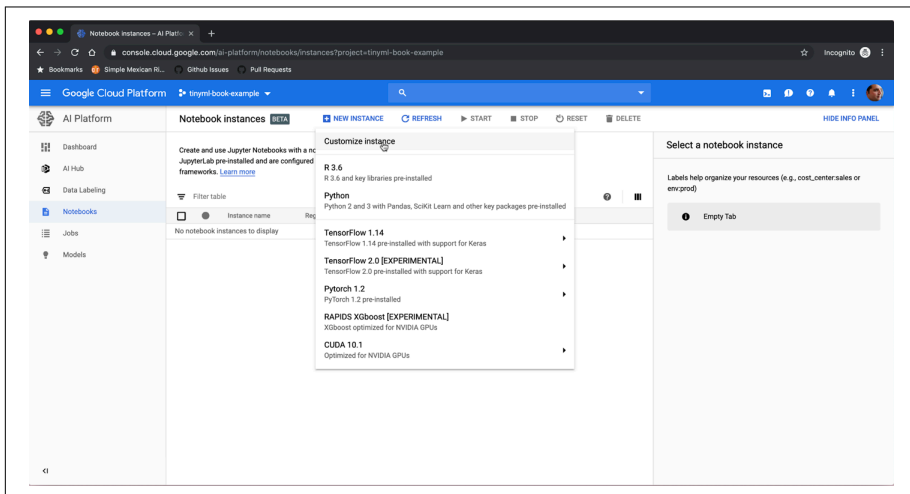 Notebook instances – AI Platfo
console.cloud.google.com/ai-platform/notebooks/instances?project=tinyml-book-example
Incognito
Bookmarks Simple Mexican Ri... Github Issues Pull Requests
Google Cloud Platform tinyml-book-example
AI Platform
Notebook instances BETA NEW INSTANCE REFRESH START STOP RESET DELETE HIDE INFO PANEL
Dashboard
AI Hub
Data Labeling
Notebooks
Jobs
Models
Create and use Jupyter Notebooks with a no
JupyterLab pre-installed and are configured
frameworks. Learn more
Filter table
Instance name Reg
No notebook instances to display
Customize instance
R 3.6
R 3.6 and key libraries pre-installed
Python
Python 2 and 3 with Pandas, SciKit Learn and other key packages pre-installed
TensorFlow 1.14
TensorFlow 1.14 pre-installed with support for Keras
TensorFlow 2.0 [EXPERIMENTAL]
TensorFlow 2.0 pre-installed with support for Keras
Pytorch 1.2
PyTorch 1.2 pre-installed
RAPIDS XGboost [EXPERIMENTAL]
XGboost optimized for NVIDIA GPUs
CUDA 10.1
Optimized for NVIDIA GPUs
Select a notebook instance
Labels help organize your resources (e.g., cost_center:sales or
env:prod)
Empty Tab